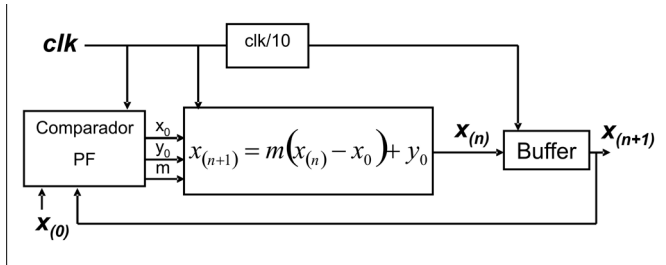 clk
clk/10
Comparador
PF
x0
y0
m
x(n+1) = m(x(n) − x0) + y0
x(n)
Buffer
x(n+1)
x(0)